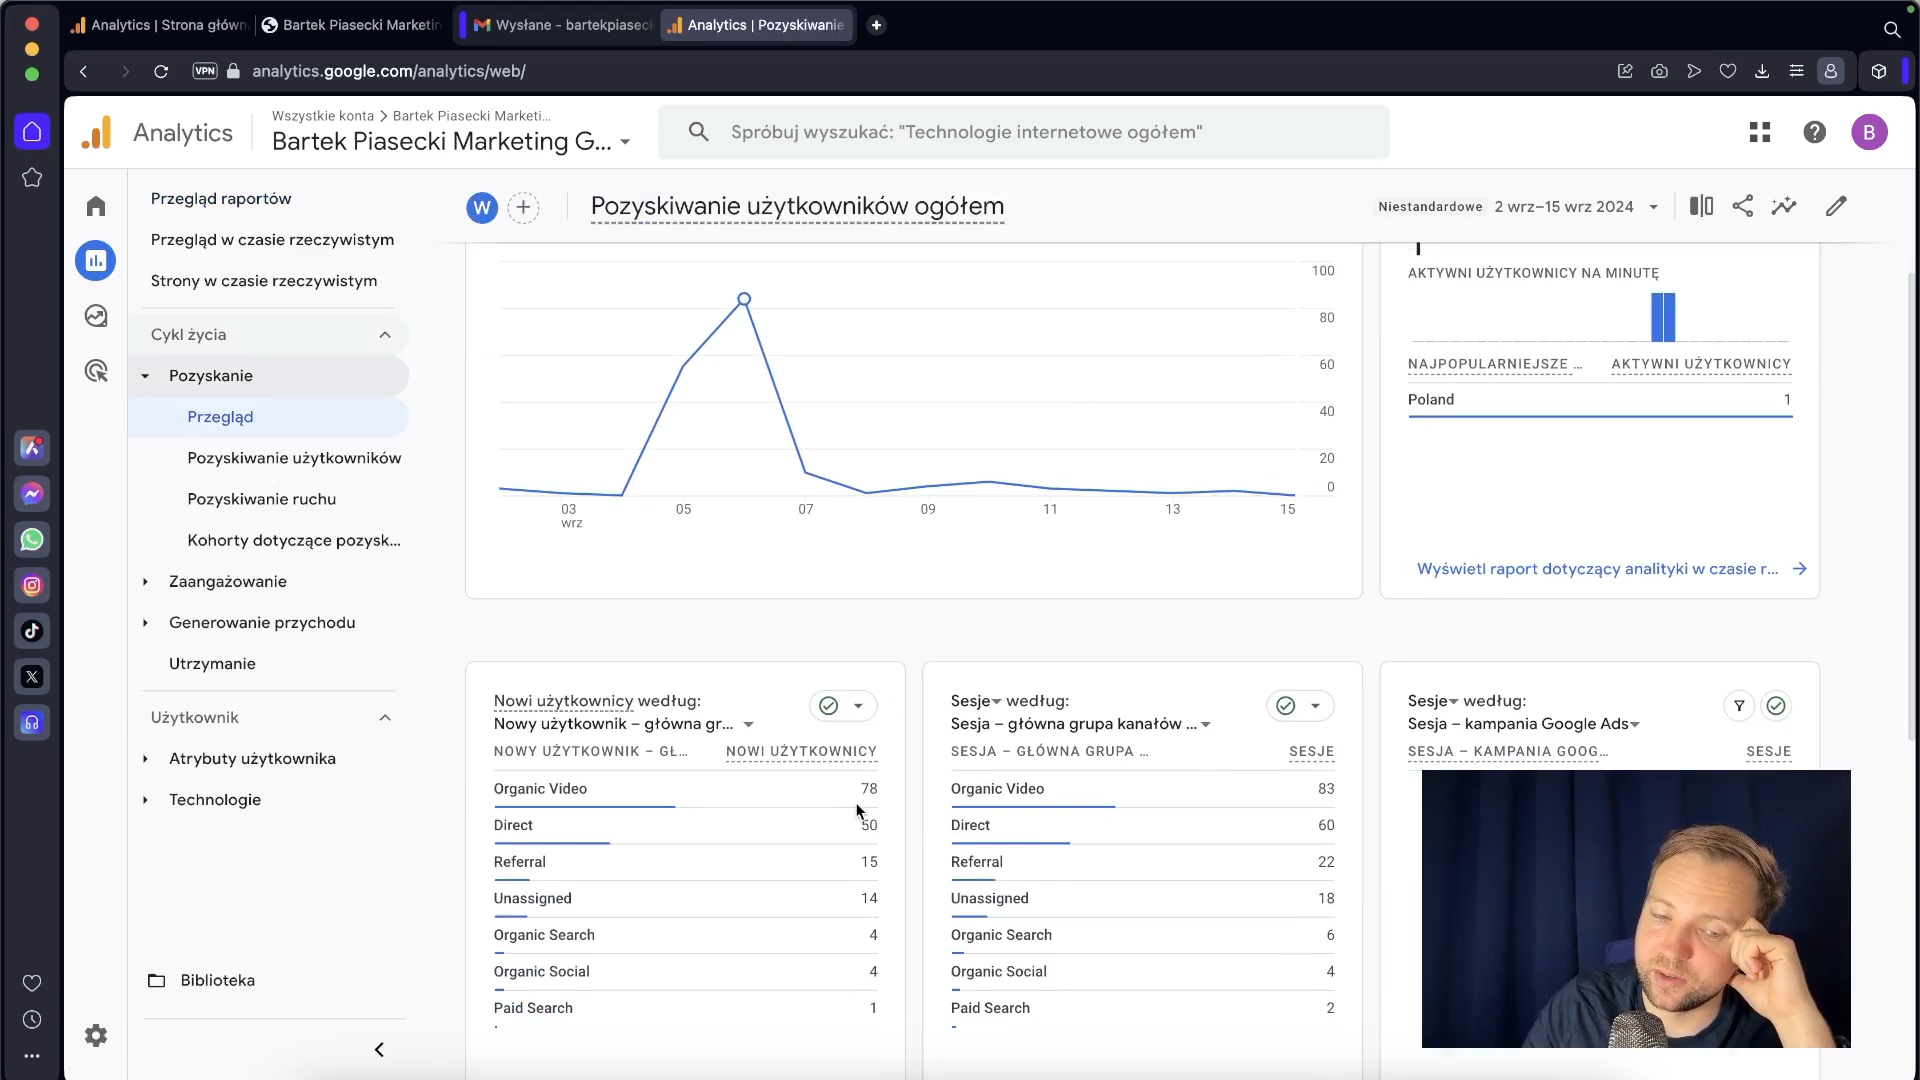 Analytics | Strona główn
Bartek Piasecki Marketin
Wysłane – bartekpiasec
Analytics | Pozyskiwanie
VPN
analytics.google.com/analytics/web/
Analytics
Wszystkie konta > Bartek Piasecki Marketi...
Bartek Piasecki Marketing G...
Spróbuj wyszukać: "Technologie internetowe ogółem"
B
Przegląd raportów
Przegląd w czasie rzeczywistym
Strony w czasie rzeczywistym
Cykl życia
Pozyskanie
Przegląd
Pozyskiwanie użytkowników
Pozyskiwanie ruchu
Kohorty dotyczące pozysk...
Zaangażowanie
Generowanie przychodu
Utrzymanie
Użytkownik
Atrybuty użytkownika
Technologie
Biblioteka
W
Pozyskiwanie użytkowników ogółem
Niestandardowe 2 wrz–15 wrz 2024
100
80
60
40
20
0
03
wrz
05
07
09
11
13
15
AKTYWNI UŻYTKOWNICY NA MINUTĘ
NAJPOPULARNIEJSZE ...
AKTYWNI UŻYTKOWNICY
Poland
1
Wyświetl raport dotyczący analityki w czasie r...
Nowi użytkownicy według:
Nowy użytkownik – główna gr...
NOWY UŻYTKOWNIK – GŁ...
NOWI UŻYTKOWNICY
Organic Video 78
Direct 50
Referral 15
Unassigned 14
Organic Search 4
Organic Social 4
Paid Search 1
Sesje według:
Sesja – główna grupa kanałów ...
SESJA – GŁÓWNA GRUPA ...
SESJE
Organic Video 83
Direct 60
Referral 22
Unassigned 18
Organic Search 6
Organic Social 4
Paid Search 2
Sesje według:
Sesja – kampania Google Ads
SESJA – KAMPANIA GOOG...
SESJE